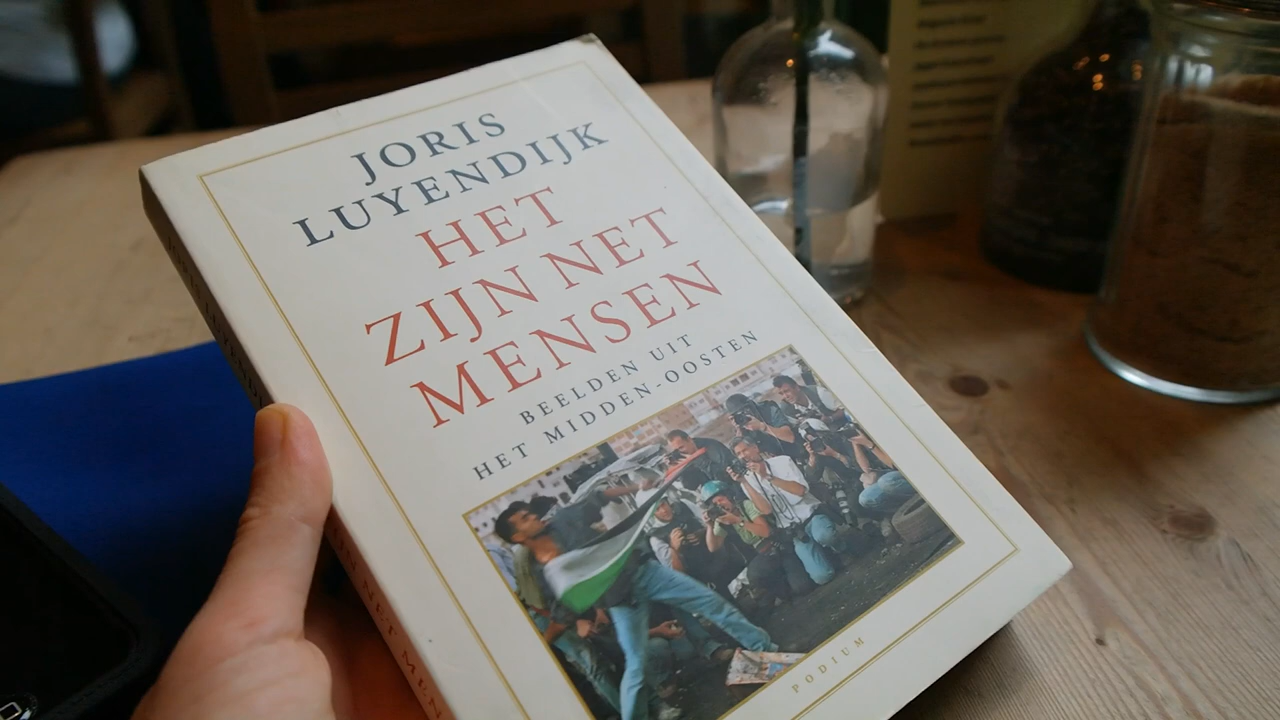 JORIS
LUYENDIJK
HET
ZIJN NET
MENSEN
BEELDEN UIT
HET MIDDEN-OOSTEN
PODIUM